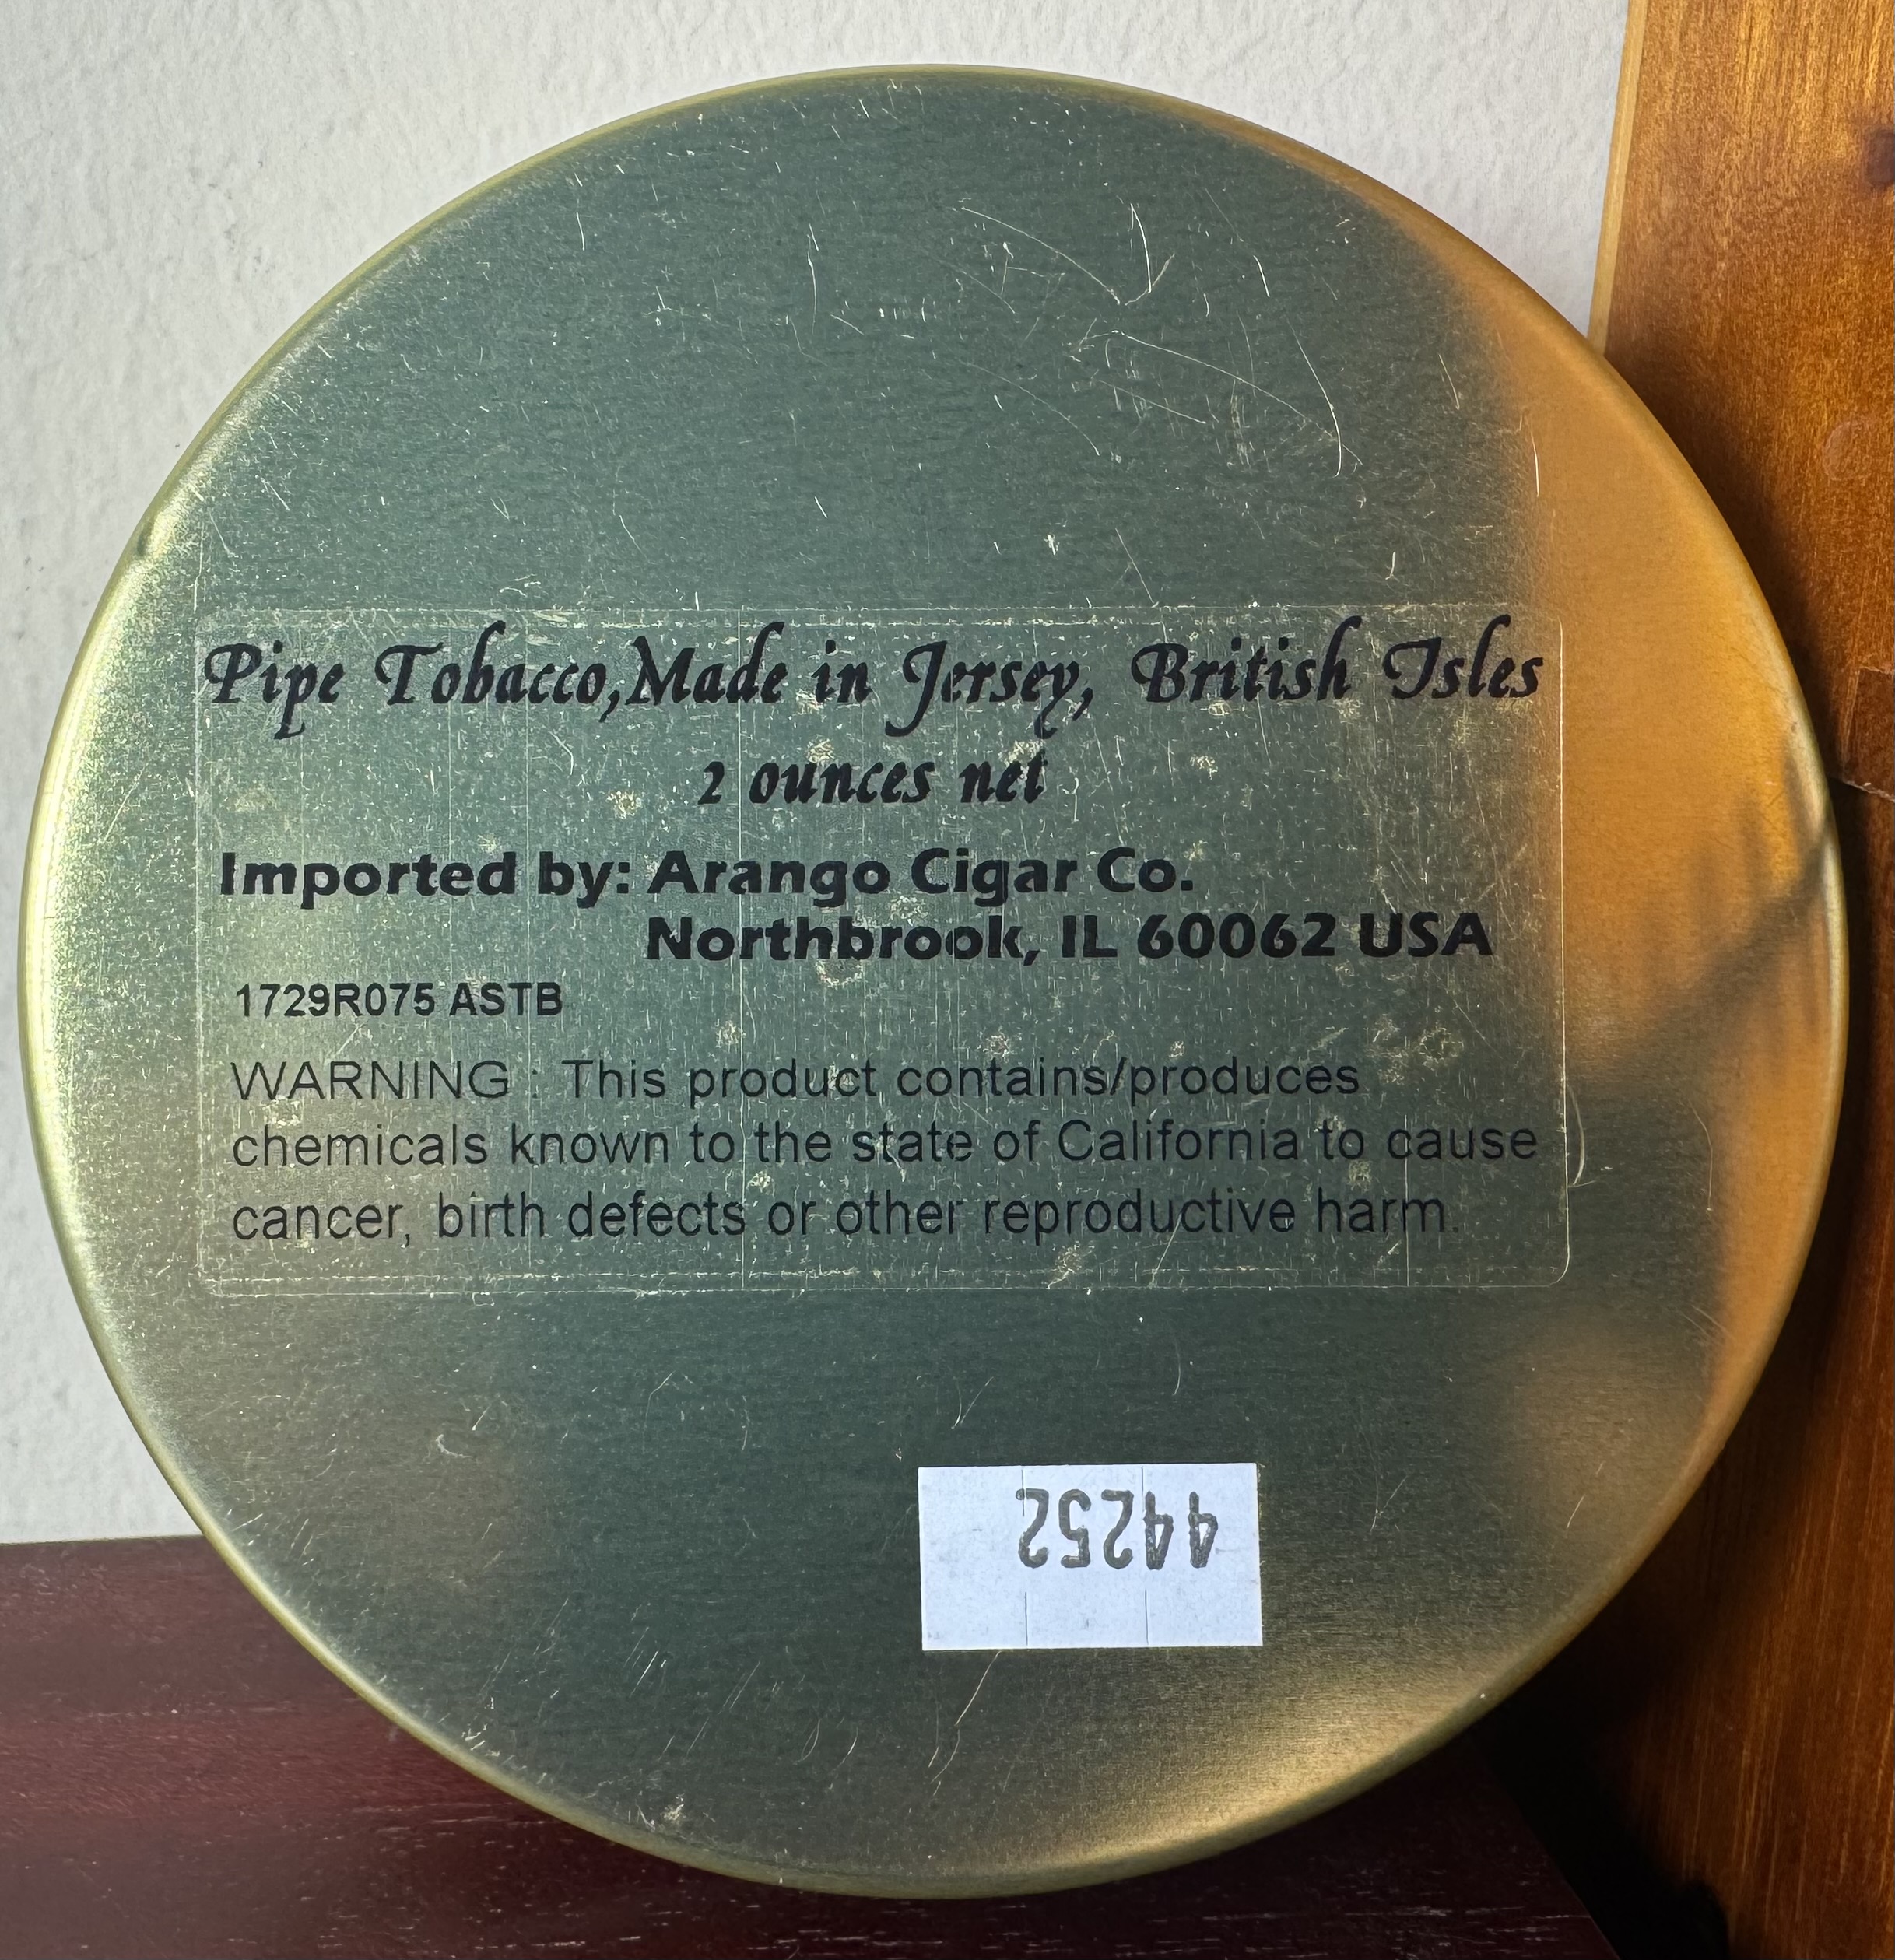 Pipe Tobacco,Made in Jersey, British Isles
2 ounces net
Imported by: Arango Cigar Co.
Northbrook, IL 60062 USA
1729R075 ASTB
WARNING : This product contains/produces
chemicals known to the state of California to cause
cancer, birth defects or other reproductive harm.
44252